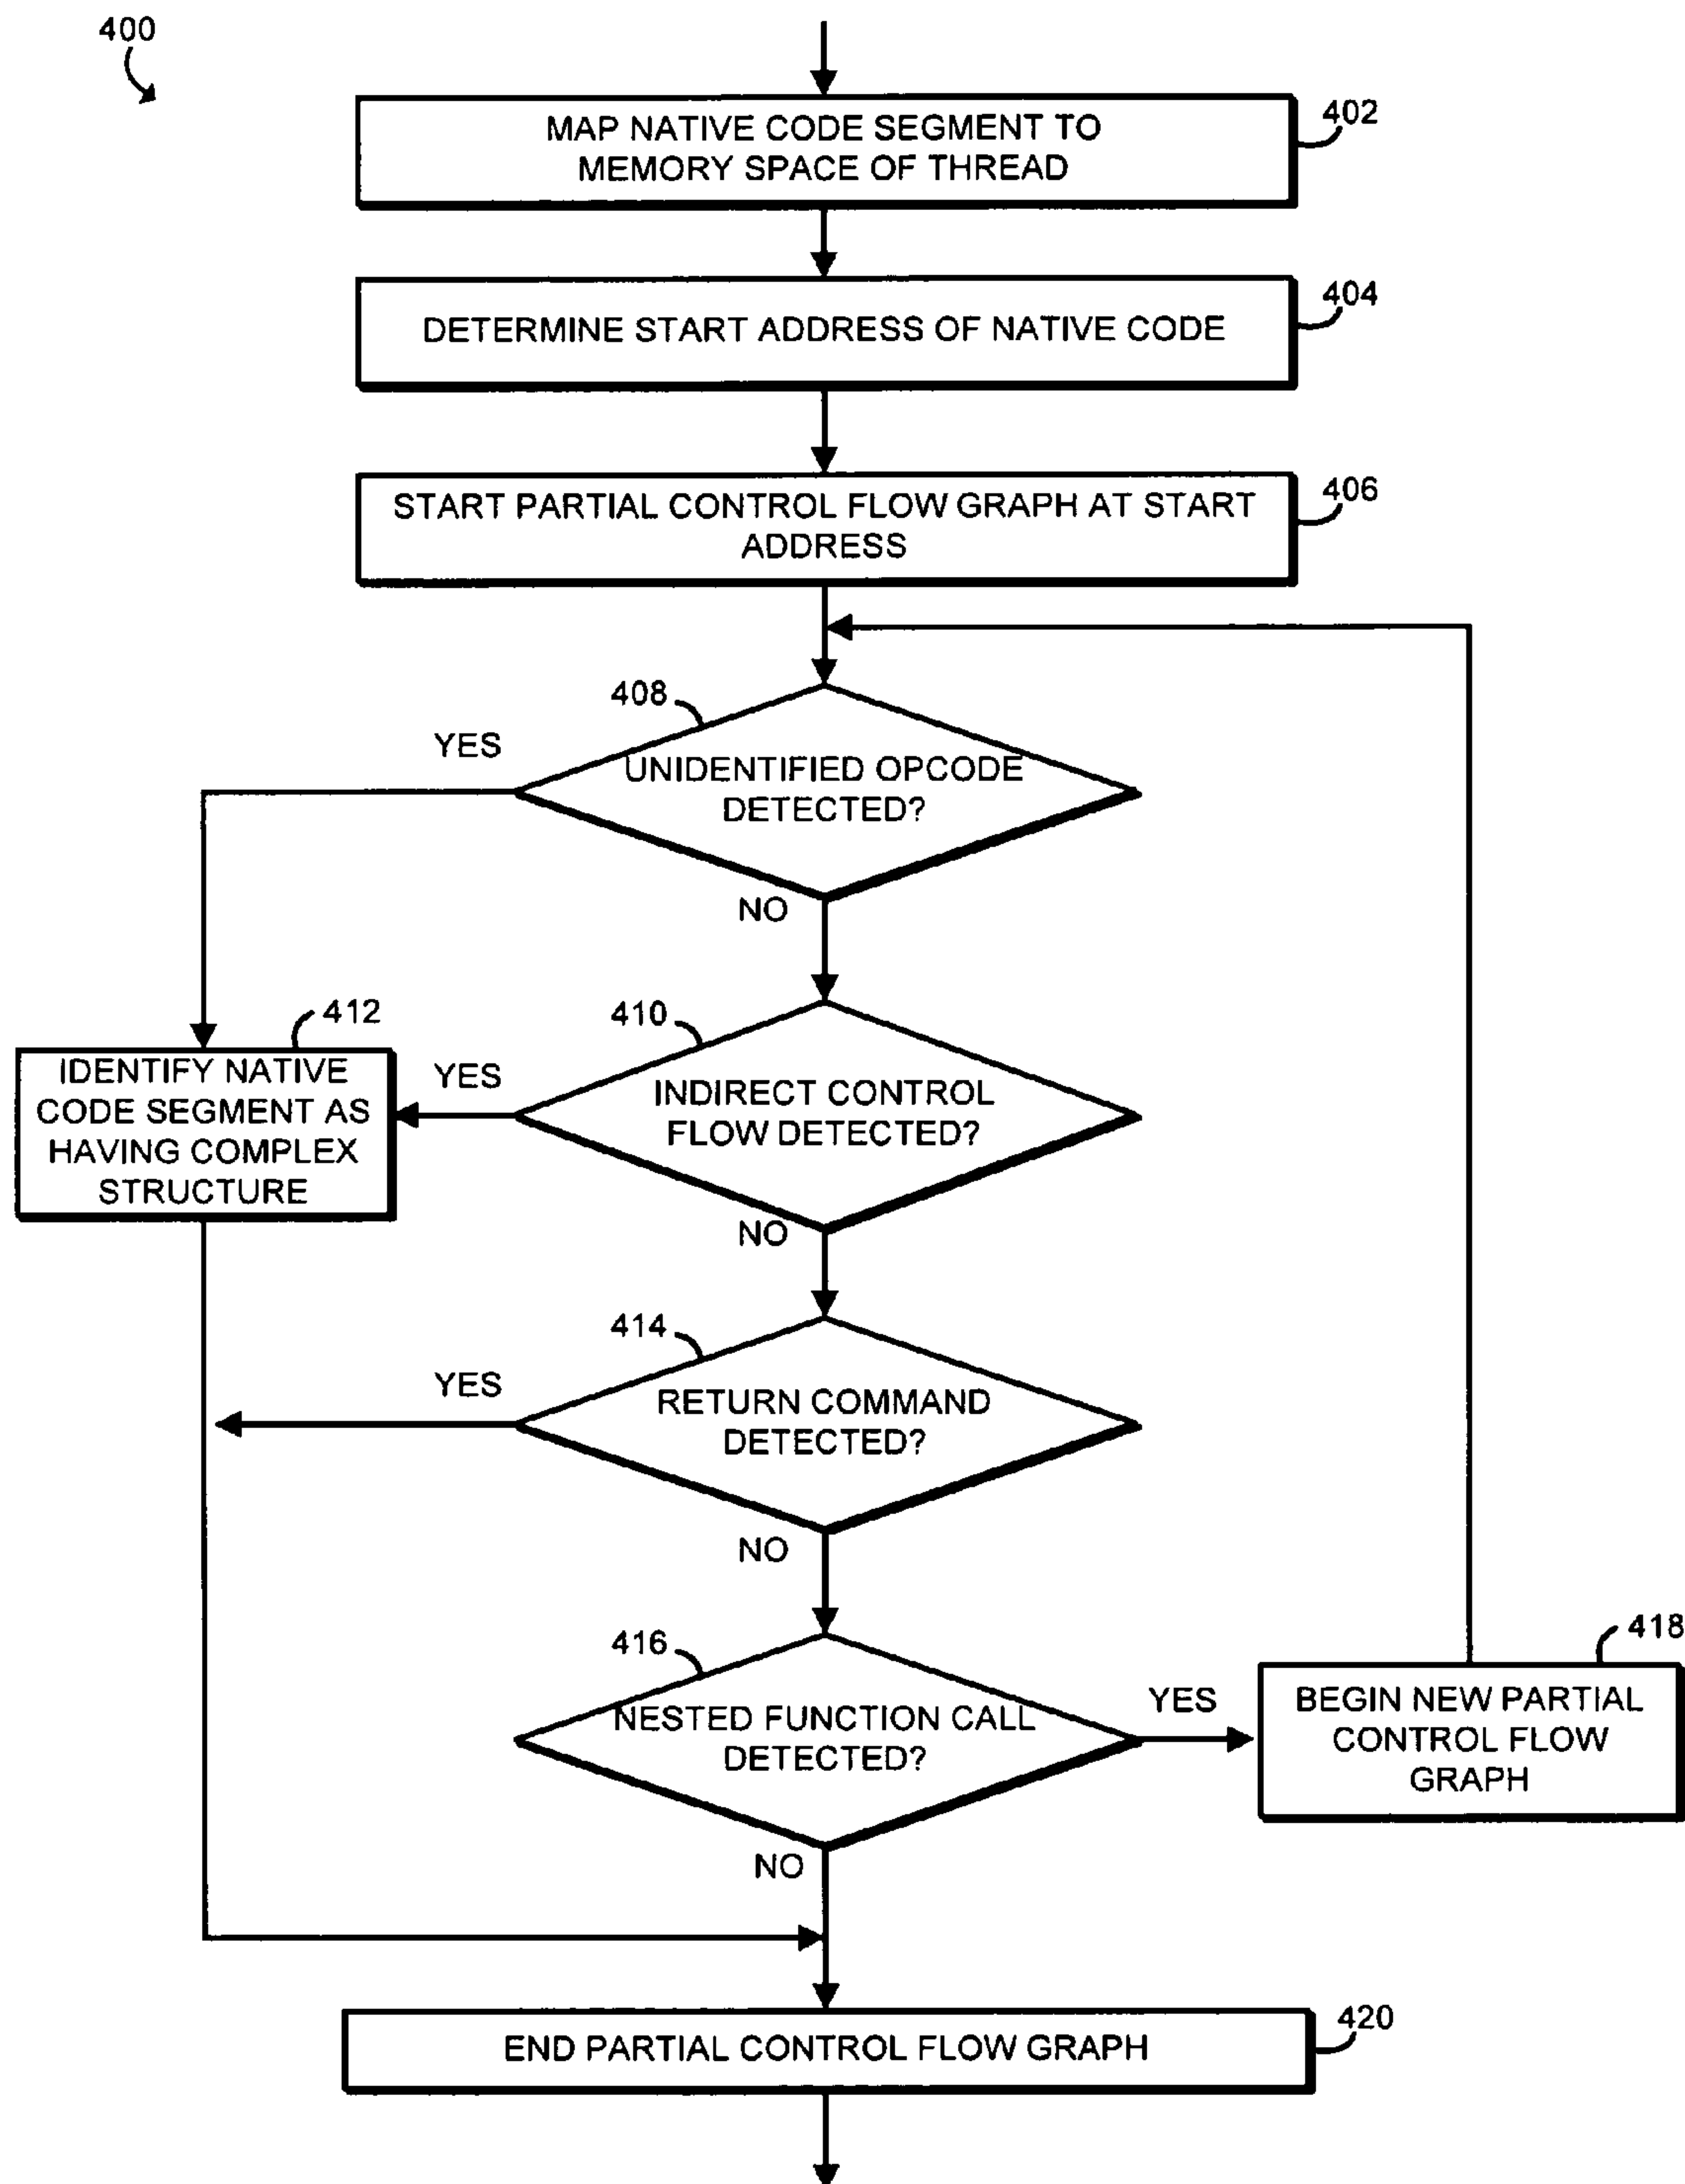 400
MAP NATIVE CODE SEGMENT TO
MEMORY SPACE OF THREAD
402
DETERMINE START ADDRESS OF NATIVE CODE
404
START PARTIAL CONTROL FLOW GRAPH AT START
ADDRESS
406
408
YES
UNIDENTIFIED OPCODE
DETECTED?
NO
412
IDENTIFY NATIVE
CODE SEGMENT AS
HAVING COMPLEX
STRUCTURE
410
YES
INDIRECT CONTROL
FLOW DETECTED?
NO
414
YES
RETURN COMMAND
DETECTED?
NO
416
NESTED FUNCTION CALL
DETECTED?
YES
NO
418
BEGIN NEW PARTIAL
CONTROL FLOW
GRAPH
END PARTIAL CONTROL FLOW GRAPH
420